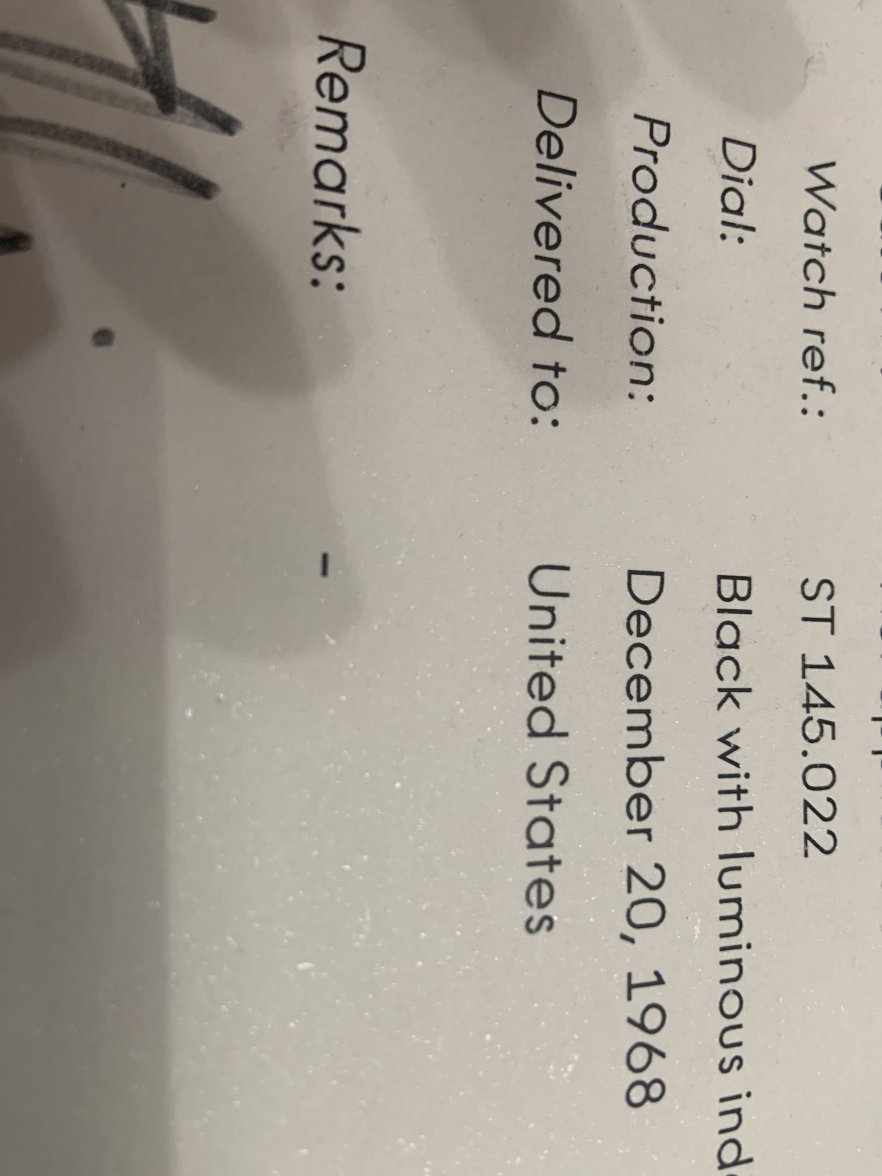 Watch ref.: ST 145.022
Dial: Black with luminous ind
Production: December 20, 1968
Delivered to: United States
Remarks: -